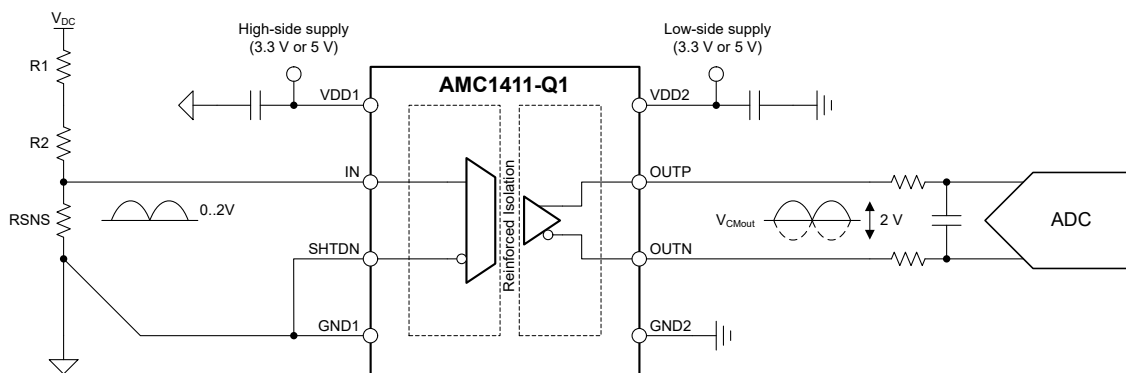 VDC
R1
R2
RSNS
0..2V
High-side supply
(3.3 V or 5 V)
VDD1
IN
SHTDN
GND1
AMC1411-Q1
Reinforced Isolation
Low-side supply
(3.3 V or 5 V)
VDD2
OUTP
OUTN
GND2
VCMout
2 V
ADC